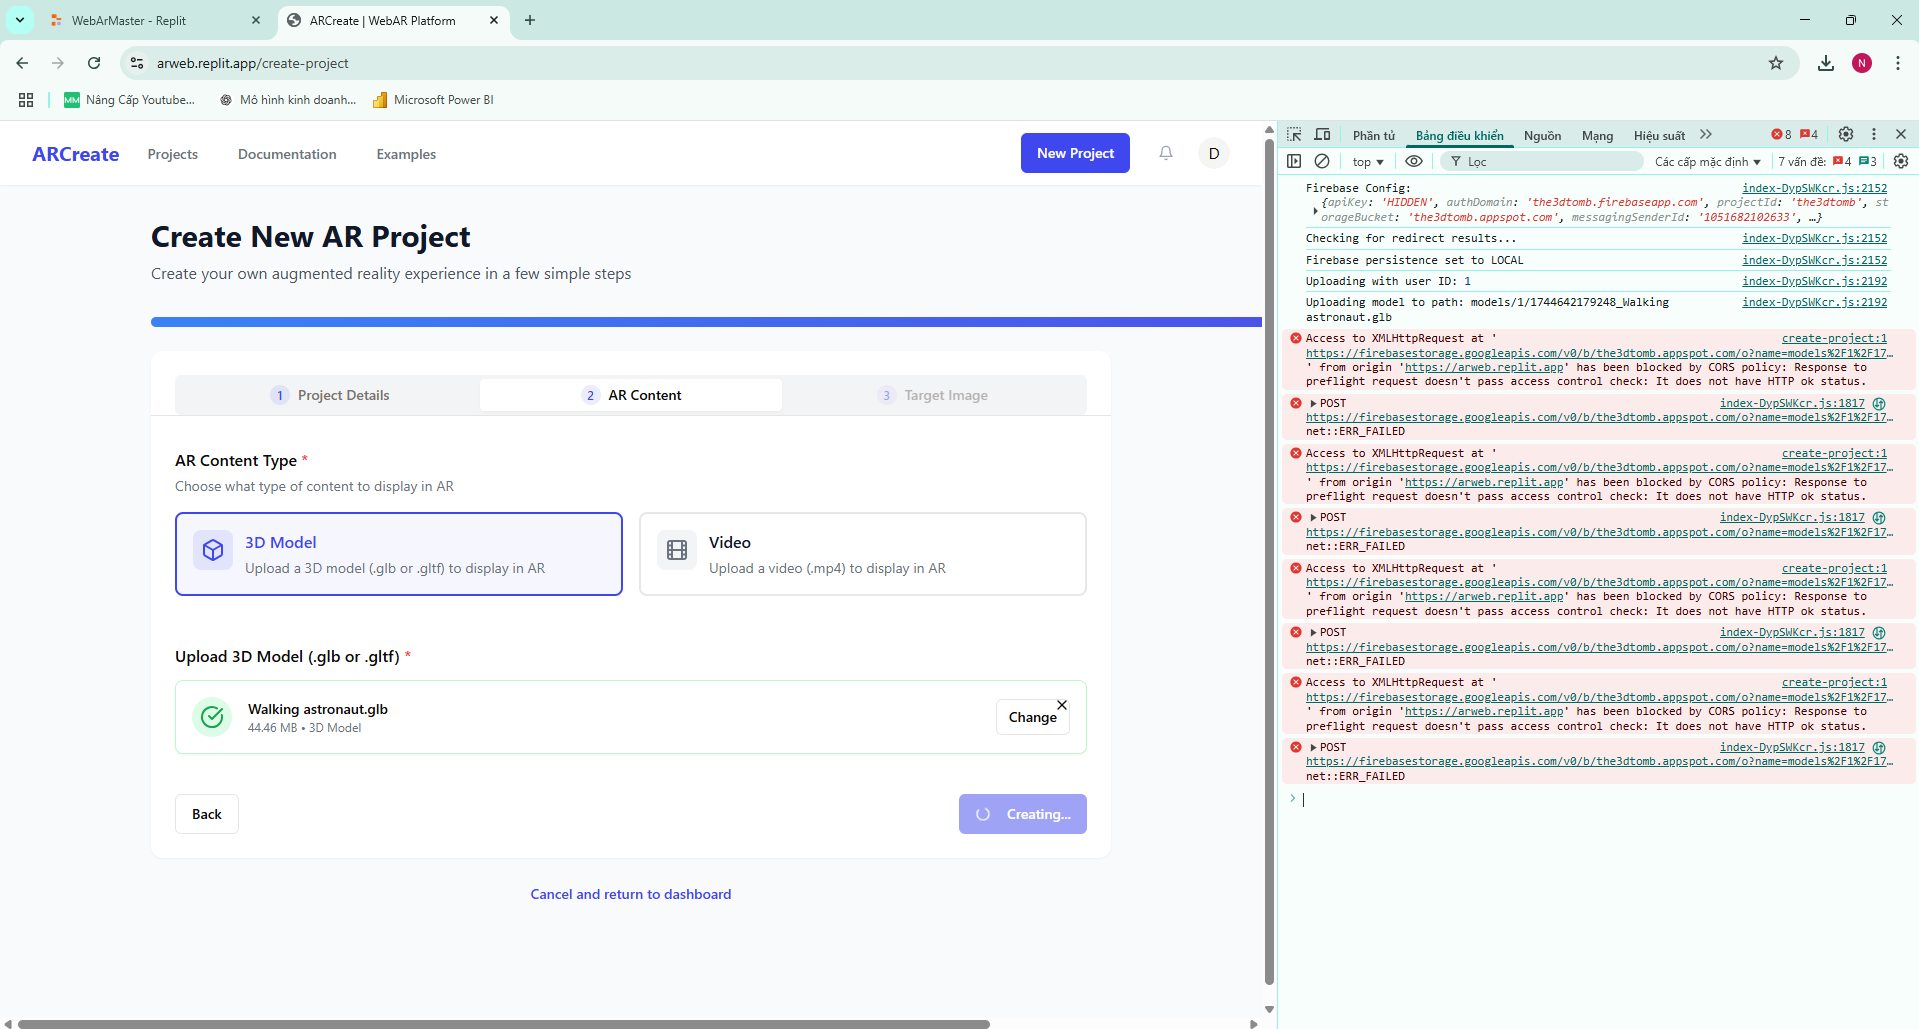 WebArMaster - Replit
ARCreate | WebAR Platform
arweb.replit.app/create-project
N
MM Nâng Cấp Youtube...
Mô hình kinh doanh...
Microsoft Power BI
ARCreate
Projects
Documentation
Examples
New Project
D
Create New AR Project
Create your own augmented reality experience in a few simple steps
1 Project Details
2 AR Content
3 Target Image
AR Content Type *
Choose what type of content to display in AR
3D Model
Upload a 3D model (.glb or .gltf) to display in AR
Video
Upload a video (.mp4) to display in AR
Upload 3D Model (.glb or .gltf) *
Walking astronaut.glb
44.46 MB • 3D Model
Change
Back
Creating...
Cancel and return to dashboard
Phần tử
Bảng điều khiển
Nguồn
Mạng
Hiệu suất
8
4
top
Lọc
Các cấp mặc định
7 vấn đề: 4 3
Firebase Config: index-DypSWKcr.js:2152
{apiKey: 'HIDDEN', authDomain: 'the3dtomb.firebaseapp.com', projectId: 'the3dtomb', st
orageBucket: 'the3dtomb.appspot.com', messagingSenderId: '1051682102633', …}
Checking for redirect results... index-DypSWKcr.js:2152
Firebase persistence set to LOCAL index-DypSWKcr.js:2152
Uploading with user ID: 1 index-DypSWKcr.js:2192
Uploading model to path: models/1/1744642179248_Walking index-DypSWKcr.js:2192
astronaut.glb
Access to XMLHttpRequest at ' create-project:1
https://firebasestorage.googleapis.com/v0/b/the3dtomb.appspot.com/o?name=models%2F1%2F17…
' from origin 'https://arweb.replit.app' has been blocked by CORS policy: Response to
preflight request doesn't pass access control check: It does not have HTTP ok status.
POST index-DypSWKcr.js:1817
https://firebasestorage.googleapis.com/v0/b/the3dtomb.appspot.com/o?name=models%2F1%2F17…
net::ERR_FAILED
Access to XMLHttpRequest at ' create-project:1
https://firebasestorage.googleapis.com/v0/b/the3dtomb.appspot.com/o?name=models%2F1%2F17…
' from origin 'https://arweb.replit.app' has been blocked by CORS policy: Response to
preflight request doesn't pass access control check: It does not have HTTP ok status.
POST index-DypSWKcr.js:1817
https://firebasestorage.googleapis.com/v0/b/the3dtomb.appspot.com/o?name=models%2F1%2F17…
net::ERR_FAILED
Access to XMLHttpRequest at ' create-project:1
https://firebasestorage.googleapis.com/v0/b/the3dtomb.appspot.com/o?name=models%2F1%2F17…
' from origin 'https://arweb.replit.app' has been blocked by CORS policy: Response to
preflight request doesn't pass access control check: It does not have HTTP ok status.
POST index-DypSWKcr.js:1817
https://firebasestorage.googleapis.com/v0/b/the3dtomb.appspot.com/o?name=models%2F1%2F17…
net::ERR_FAILED
Access to XMLHttpRequest at ' create-project:1
https://firebasestorage.googleapis.com/v0/b/the3dtomb.appspot.com/o?name=models%2F1%2F17…
' from origin 'https://arweb.replit.app' has been blocked by CORS policy: Response to
preflight request doesn't pass access control check: It does not have HTTP ok status.
POST index-DypSWKcr.js:1817
https://firebasestorage.googleapis.com/v0/b/the3dtomb.appspot.com/o?name=models%2F1%2F17…
net::ERR_FAILED